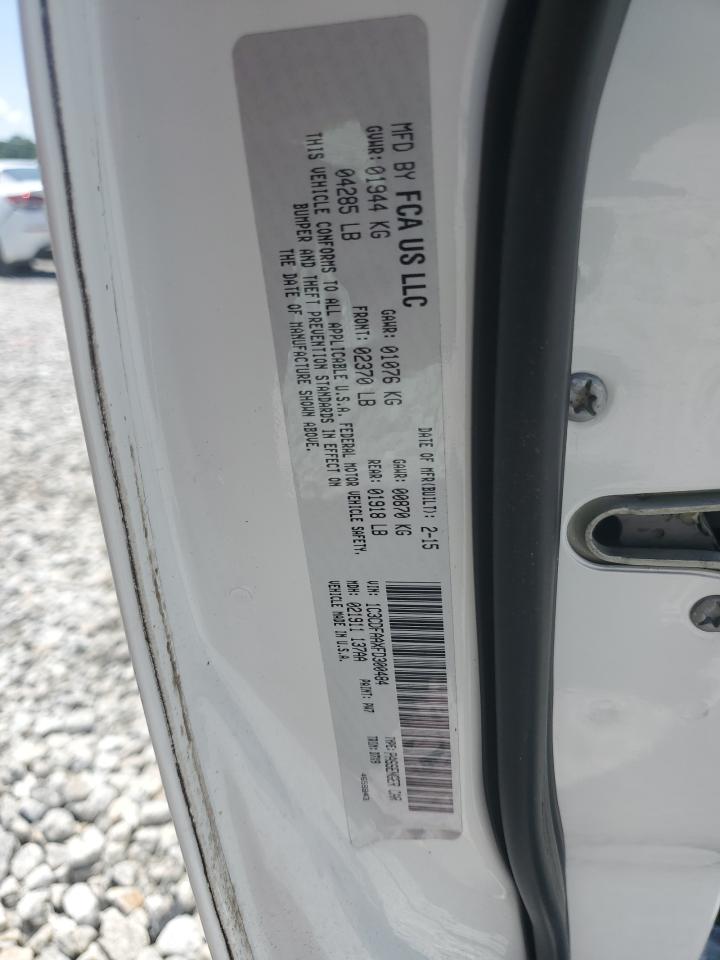 MFD BY FCA US LLC
DATE OF MFR(BUILT): 2-15
GVWR: 01944 KG
GAWR: 01076 KG
GAWR: 00870 KG
04285 LB
FRONT: 02370 LB
REAR: 01918 LB
THIS VEHICLE CONFORMS TO ALL APPLICABLE U.S.A. FEDERAL MOTOR VEHICLE SAFETY,
BUMPER AND THEFT PREVENTION STANDARDS IN EFFECT ON
THE DATE OF MANUFACTURE SHOWN ABOVE.
VIN: 1C3CDFAAXFD300484
TYPE: PASSENGER CAR
MDH: 021911 137AA
PAINT: PW7
VEHICLE MADE IN U.S.A.